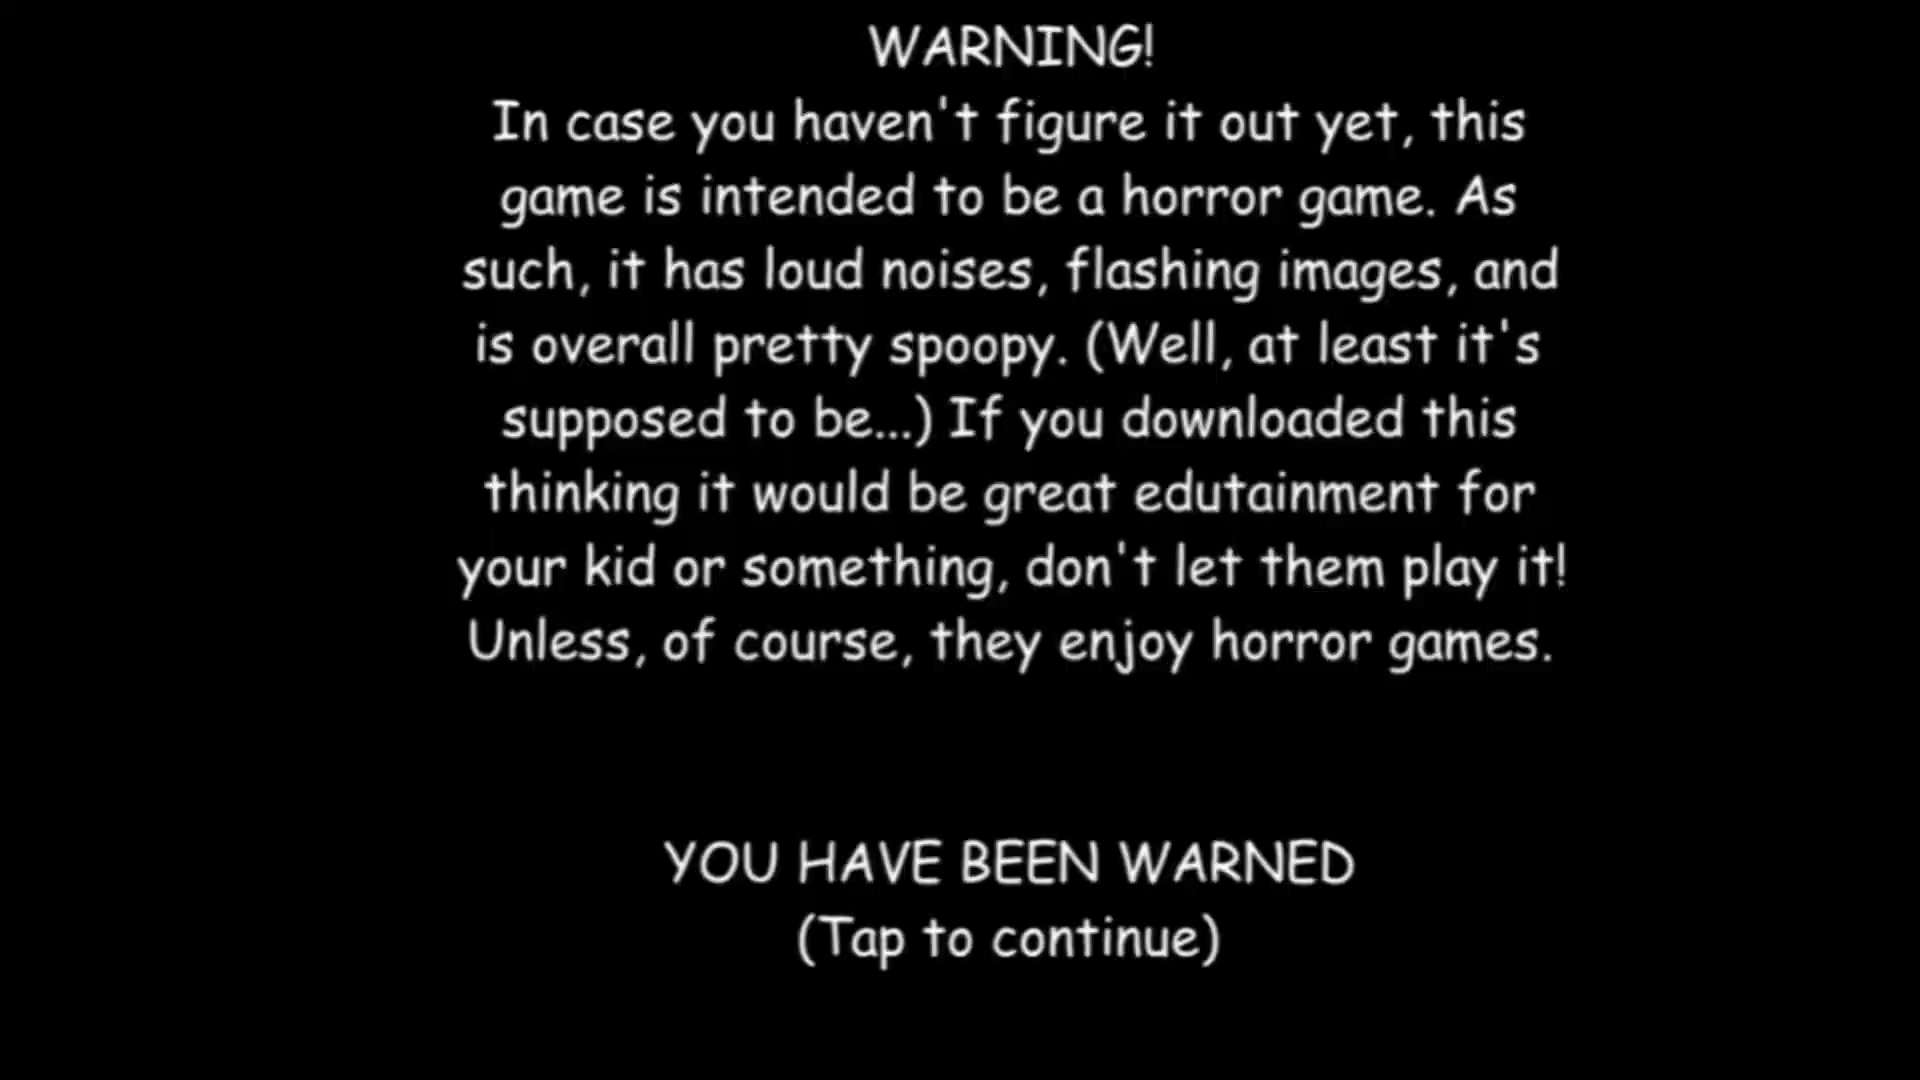 WARNING!
In case you haven't figure it out yet, this
game is intended to be a horror game. As
such, it has loud noises, flashing images, and
is overall pretty spoopy. (Well, at least it's
supposed to be...) If you downloaded this
thinking it would be great edutainment for
your kid or something, don't let them play it!
Unless, of course, they enjoy horror games.
YOU HAVE BEEN WARNED
(Tap to continue)